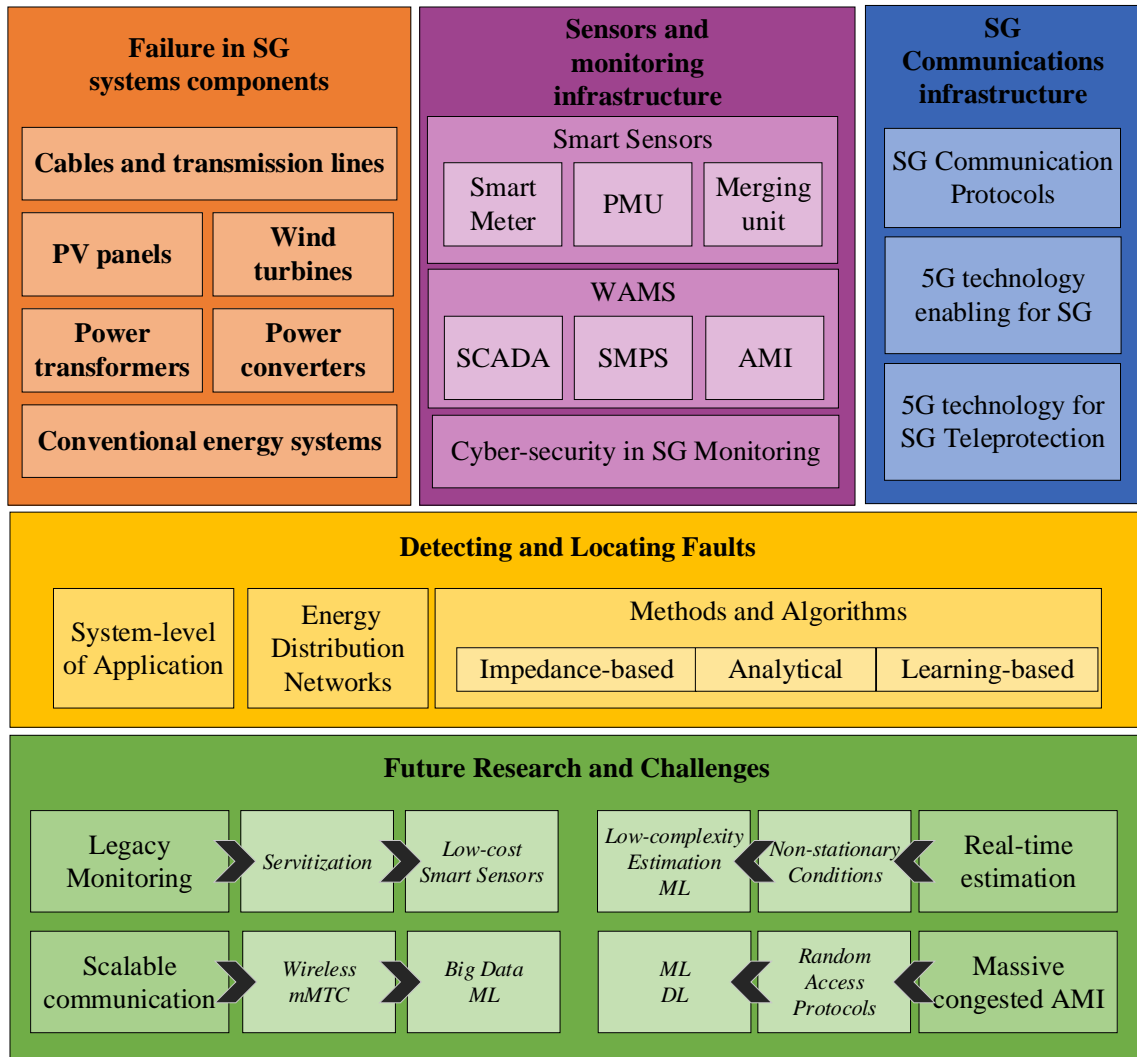 Failure in SG
systems components
Cables and transmission lines
PV panels
Wind
turbines
Power
transformers
Power
converters
Conventional energy systems
Sensors and
monitoring
infrastructure
Smart Sensors
Smart
Meter
PMU
Merging
unit
WAMS
SCADA
SMPS
AMI
Cyber-security in SG Monitoring
SG
Communications
infrastructure
SG Communication
Protocols
5G technology
enabling for SG
5G technology for
SG Teleprotection
Detecting and Locating Faults
System-level
of Application
Energy
Distribution
Networks
Methods and Algorithms
Impedance-based
Analytical
Learning-based
Future Research and Challenges
Legacy
Monitoring
Servitization
Low-cost
Smart Sensors
Low-complexity
Estimation
ML
Non-stationary
Conditions
Real-time
estimation
Scalable
communication
Wireless
mMTC
Big Data
ML
ML
DL
Random
Access
Protocols
Massive
congested AMI